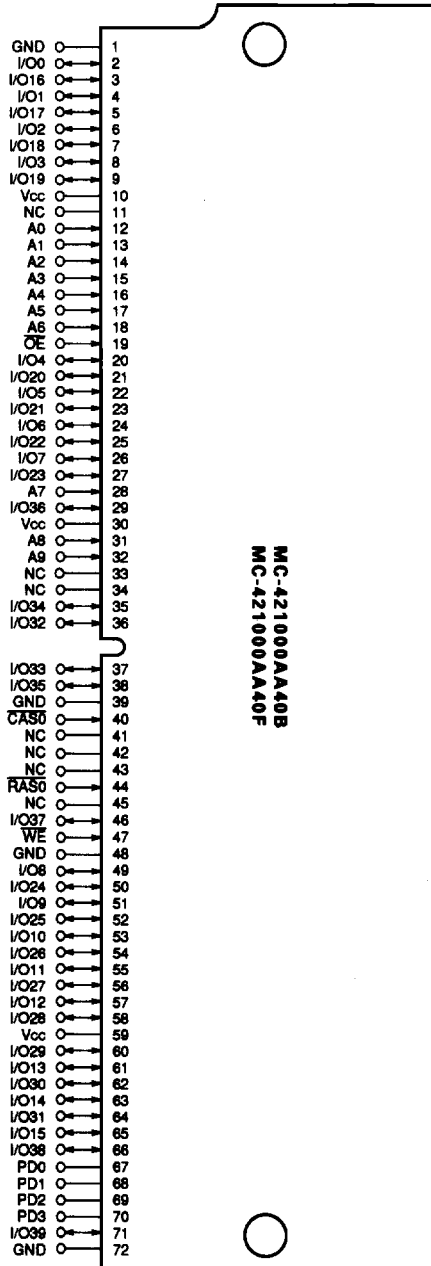 GND 1
I/O0 2
I/O16 3
I/O1 4
I/O17 5
I/O2 6
I/O18 7
I/O3 8
I/O19 9
Vcc 10
NC 11
A0 12
A1 13
A2 14
A3 15
A4 16
A5 17
A6 18
OE 19
I/O4 20
I/O20 21
I/O5 22
I/O21 23
I/O6 24
I/O22 25
I/O7 26
I/O23 27
A7 28
I/O36 29
Vcc 30
A8 31
A9 32
NC 33
NC 34
I/O34 35
I/O32 36
I/O33 37
I/O35 38
GND 39
CAS0 40
NC 41
NC 42
NC 43
RAS0 44
NC 45
I/O37 46
WE 47
GND 48
I/O8 49
I/O24 50
I/O9 51
I/O25 52
I/O10 53
I/O26 54
I/O11 55
I/O27 56
I/O12 57
I/O28 58
Vcc 59
I/O29 60
I/O13 61
I/O30 62
I/O14 63
I/O31 64
I/O15 65
I/O38 66
PD0 67
PD1 68
PD2 69
PD3 70
I/O39 71
GND 72
MC-421000AA40B
MC-421000AA40F